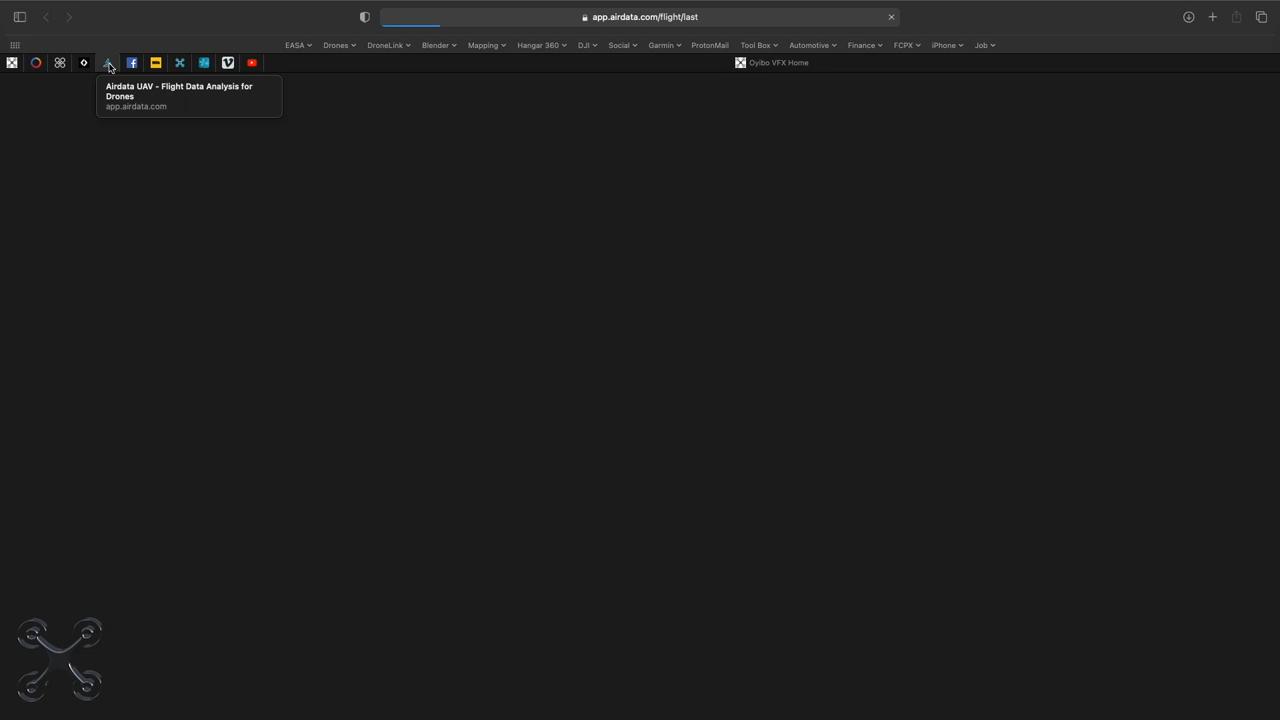 app.airdata.com/flight/last
EASA Drones DroneLink Blender Mapping Hangar 360 DJI Social Garmin ProtonMail Tool Box Automotive Finance FCPX iPhone Job
Oyibo VFX Home
Airdata UAV - Flight Data Analysis for
Drones
app.airdata.com